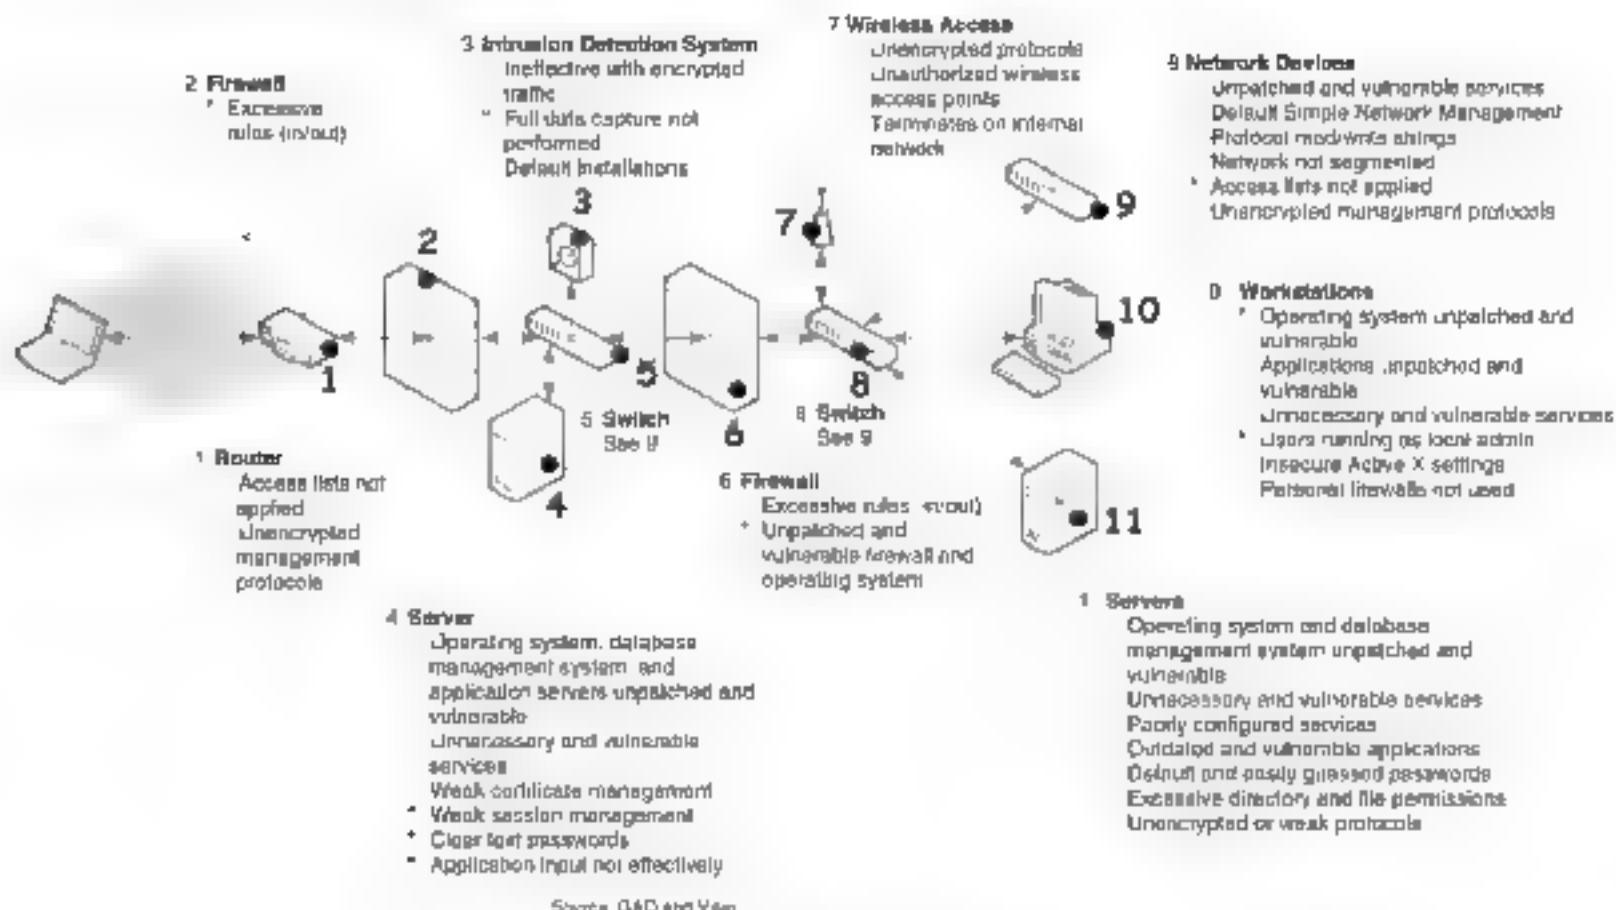 7 Wireless Access
Unencrypted protocols
Unauthorized wireless
access points
Terminates on internal
network
3 Intrusion Detection System
Ineffective with encrypted
traffic
Full data capture not
performed
Default installations
9 Network Devices
Unpatched and vulnerable services
Default Simple Network Management
Protocol read/write strings
Network not segmented
* Access lists not applied
Unencrypted management protocols
2 Firewall
* Excessive
rules (in/out)
3
9
7
2
10
1
5
8
6
4
11
0 Workstations
* Operating system unpatched and
vulnerable
Applications unpatched and
vulnerable
Unnecessary and vulnerable services
* Users running as local admin
Insecure Active X settings
Personal firewalls not used
5 Switch
See 9
8 Switch
See 9
1 Router
Access lists not
applied
Unencrypted
management
protocols
6 Firewall
Excessive rules
* Unpatched and
vulnerable firewall and
operating system
4 Server
Operating system, database
management system and
application servers unpatched and
vulnerable
Unnecessary and vulnerable
services
Weak certificate management
* Weak session management
* Clear text passwords
* Application input not effectively
1 Servers
Operating system and database
management system unpatched and
vulnerable
Unnecessary and vulnerable services
Poorly configured services
Outdated and vulnerable applications
Default and easily guessed passwords
Excessive directory and file permissions
Unencrypted or weak protocols
Source: GAO and